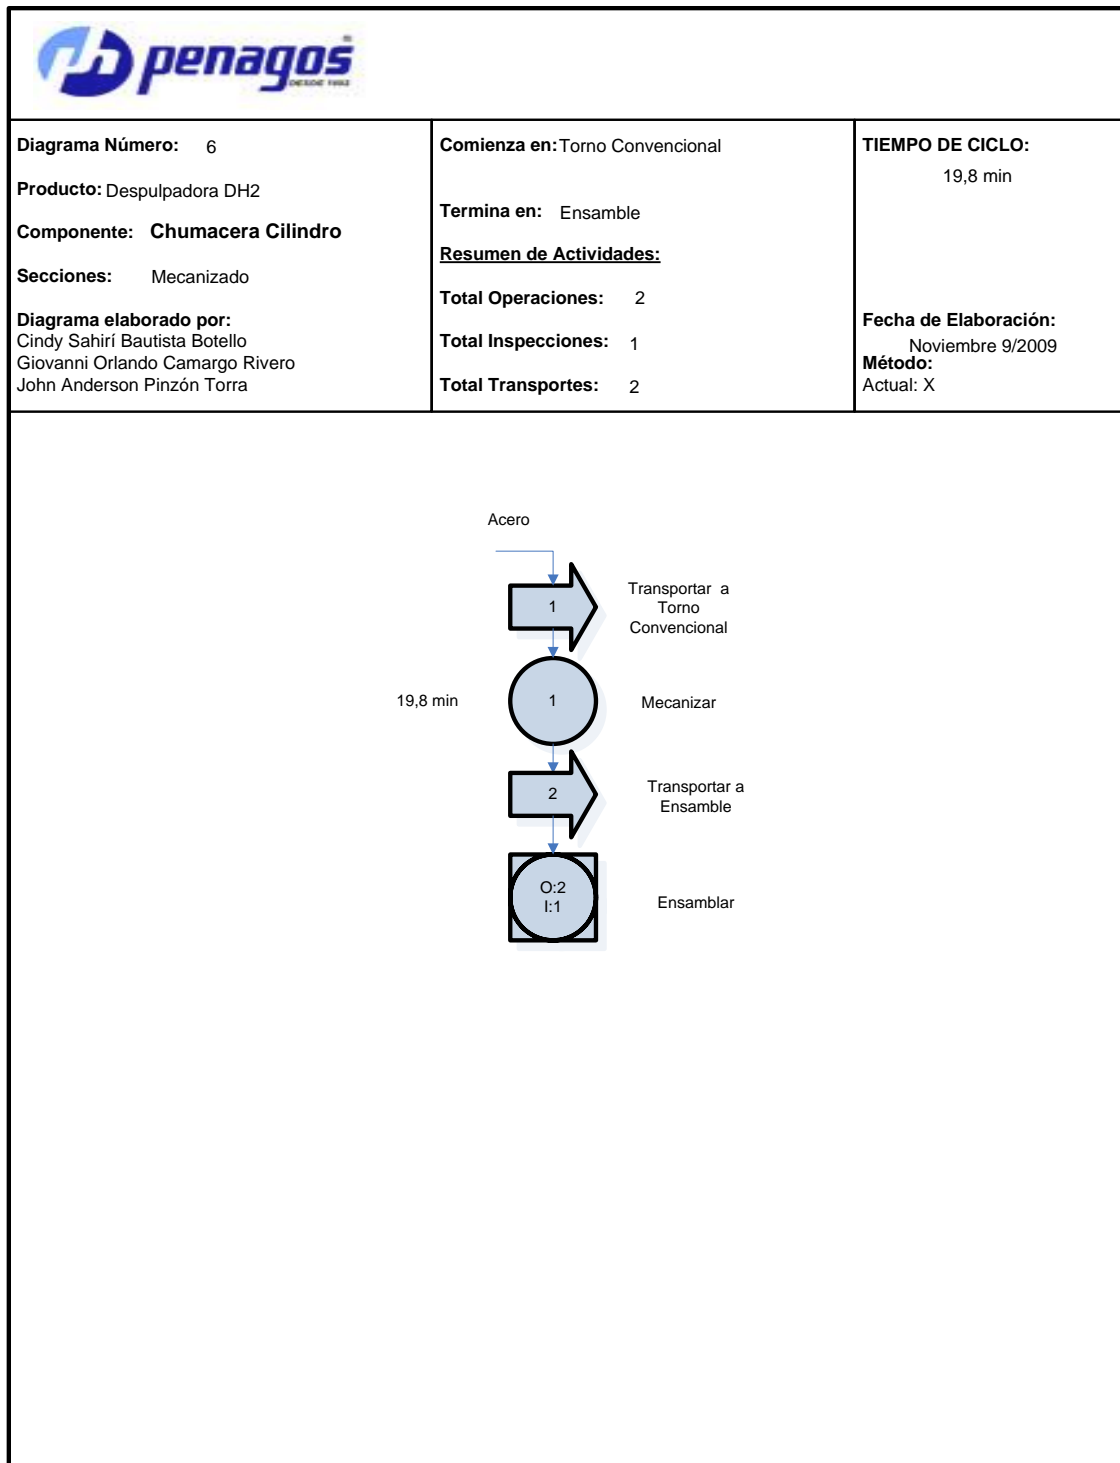 penagos
DESDE 1892
Diagrama Número: 6
Producto: Despulpadora DH2
Componente: Chumacera Cilindro
Secciones: Mecanizado
Diagrama elaborado por:
Cindy Sahirí Bautista Botello
Giovanni Orlando Camargo Rivero
John Anderson Pinzón Torra
Comienza en: Torno Convencional
Termina en: Ensamble
Resumen de Actividades:
Total Operaciones: 2
Total Inspecciones: 1
Total Transportes: 2
TIEMPO DE CICLO:
19,8 min
Fecha de Elaboración:
Noviembre 9/2009
Método:
Actual: X
Acero
1
Transportar a
Torno
Convencional
19,8 min
1
Mecanizar
2
Transportar a
Ensamble
O:2
I:1
Ensamblar